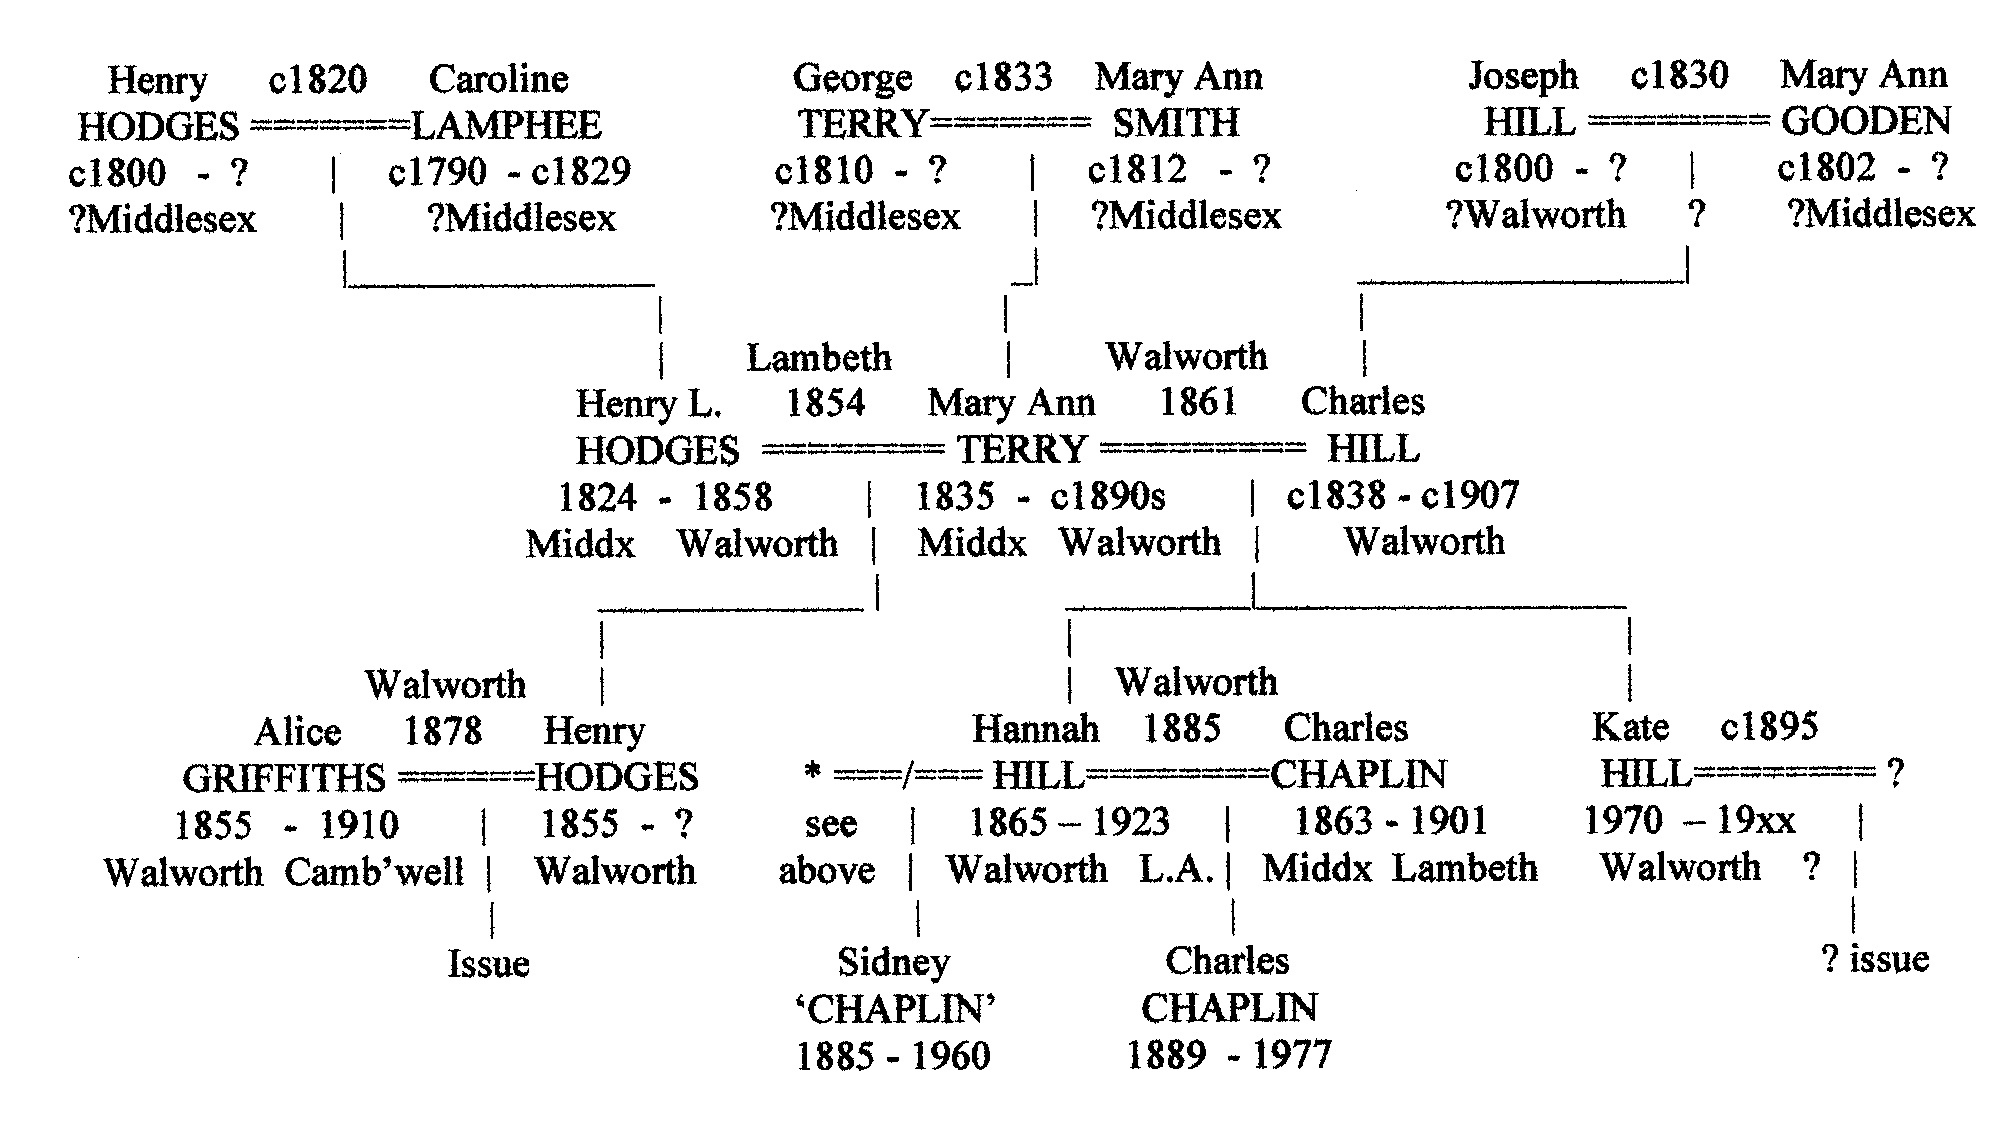 Henry c1820 Caroline George c1833 Mary Ann Joseph c1830 Mary Ann
HODGES =======LAMPHEE TERRY======= SMITH HILL ======== GOODEN
c1800 - ? | c1790 - c1829 c1810 - ? | c1812 - ? c1800 - ? | c1802 - ?
?Middlesex | ?Middlesex ?Middlesex | ?Middlesex ?Walworth ? ?Middlesex
Lambeth Walworth
Henry L. 1854 Mary Ann 1861 Charles
HODGES ======== TERRY ========= HILL
1824 - 1858 | 1835 - c1890s | c1838 - c1907
Middx Walworth | Middx Walworth | Walworth
Walworth Walworth
Alice 1878 Henry Hannah 1885 Charles Kate c1895
GRIFFITHS ======HODGES * ===/=== HILL========CHAPLIN HILL======== ?
1855 - 1910 | 1855 - ? see | 1865 – 1923 | 1863 - 1901 1970 – 19xx |
Walworth Camb'well | Walworth above | Walworth L.A. | Middx Lambeth Walworth ? |
Issue Sidney Charles ? issue
‘CHAPLIN’ CHAPLIN
1885 - 1960 1889 - 1977